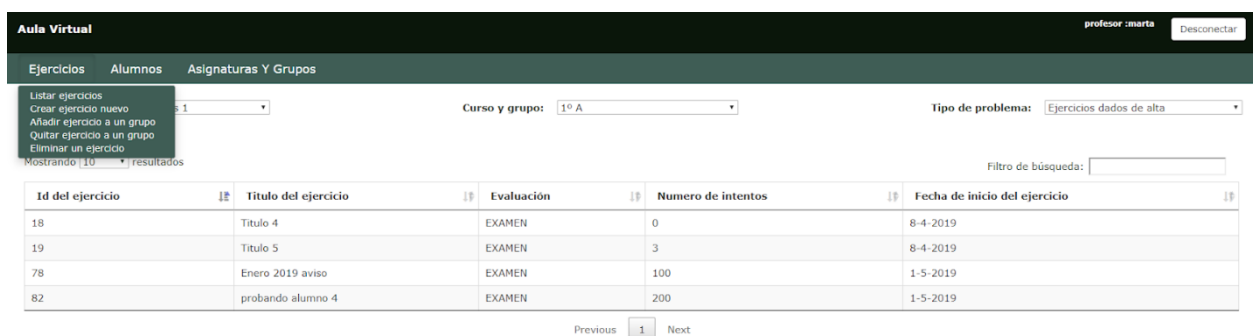 Aula Virtual
profesor :marta
Desconectar
Ejercicios Alumnos Asignaturas Y Grupos
Listar ejercicios
Crear ejercicio nuevo
Añadir ejercicio a un grupo
Quitar ejercicio a un grupo
Eliminar un ejercicio
s 1
Curso y grupo: 1º A
Tipo de problema: Ejercicios dados de alta
Mostrando 10 resultados
Filtro de búsqueda:
Id del ejercicio Titulo del ejercicio Evaluación Numero de intentos Fecha de inicio del ejercicio
18 Titulo 4 EXAMEN 0 8-4-2019
19 Titulo 5 EXAMEN 3 8-4-2019
78 Enero 2019 aviso EXAMEN 100 1-5-2019
82 probando alumno 4 EXAMEN 200 1-5-2019
Previous 1 Next